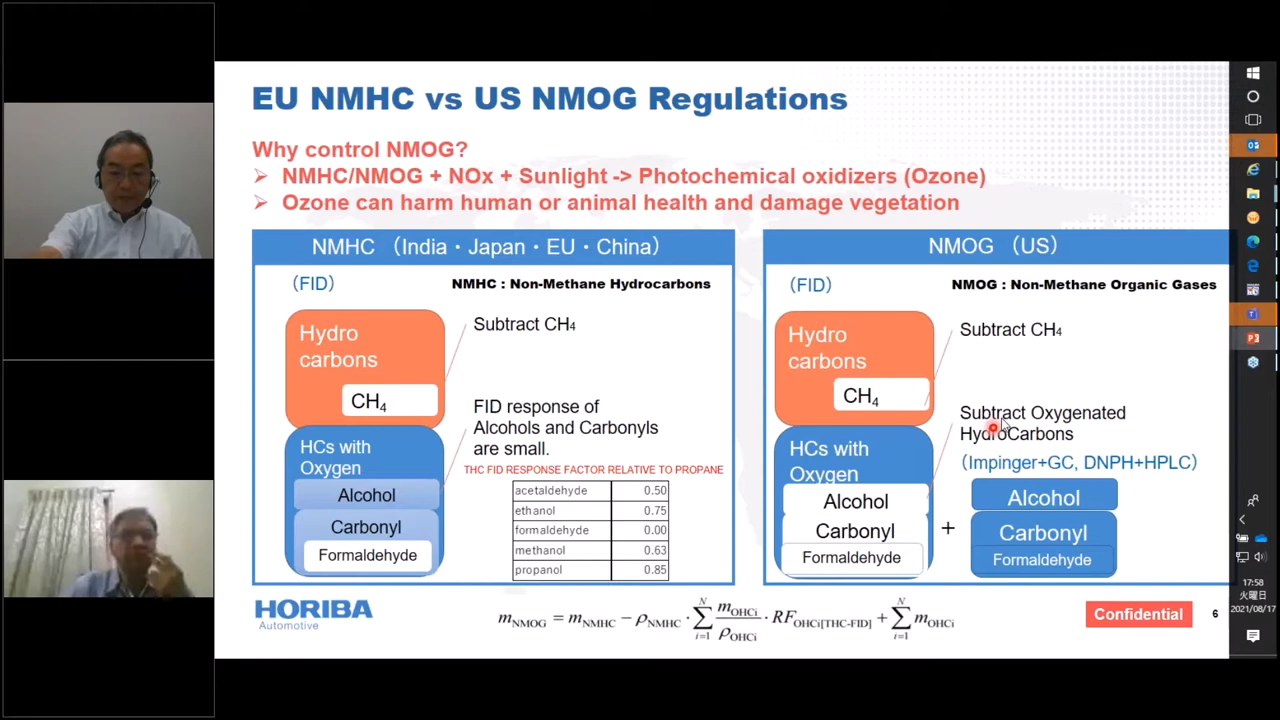 EU NMHC vs US NMOG Regulations
Why control NMOG?
NMHC/NMOG + NOx + Sunlight -> Photochemical oxidizers (Ozone)
Ozone can harm human or animal health and damage vegetation
NMHC （India・Japan・EU・China）
（FID）
NMHC : Non-Methane Hydrocarbons
Hydro
carbons
CH₄
Subtract CH₄
HCs with
Oxygen
Alcohol
Carbonyl
Formaldehyde
FID response of
Alcohols and Carbonyls
are small.
THC FID RESPONSE FACTOR RELATIVE TO PROPANE
acetaldehyde 0.50
ethanol 0.75
formaldehyde 0.00
methanol 0.63
propanol 0.85
NMOG （US）
（FID）
NMOG : Non-Methane Organic Gases
Hydro
carbons
CH₄
Subtract CH₄
HCs with
Oxygen
Alcohol
Carbonyl
Formaldehyde
Subtract Oxygenated
HydroCarbons
（Impinger+GC, DNPH+HPLC）
+
Alcohol
Carbonyl
Formaldehyde
HORIBA
Automotive
m_NMOG = m_NMHC − ρ_NMHC · ∑_{i=1}^{N} m_OHCi / ρ_OHCi · RF_OHCi[THC-FID] + ∑_{i=1}^{N} m_OHCi
Confidential
6
17:58
火曜日
2021/08/17